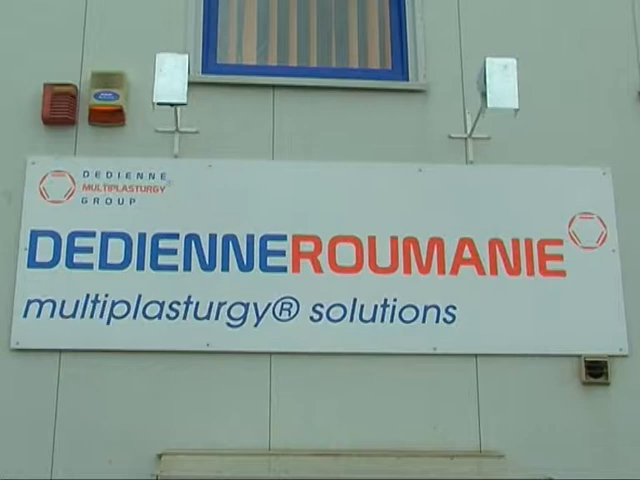 DEDIENNE
MULTIPLASTURGY®
GROUP
DEDIENNEROUMANIE
multiplasturgy® solutions